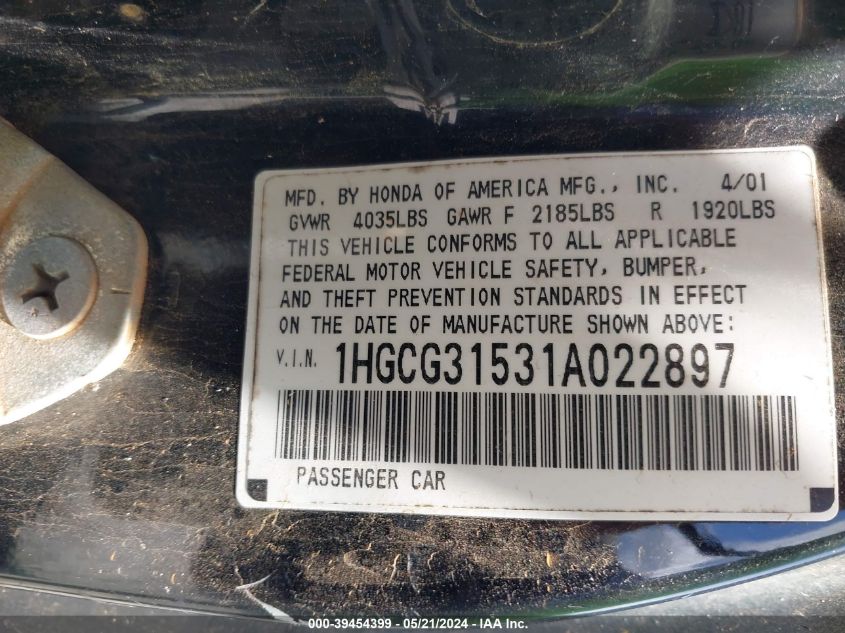 MFD. BY HONDA OF AMERICA MFG., INC. 4/01
GVWR 4035LBS GAWR F 2185LBS R 1920LBS
THIS VEHICLE CONFORMS TO ALL APPLICABLE
FEDERAL MOTOR VEHICLE SAFETY, BUMPER,
AND THEFT PREVENTION STANDARDS IN EFFECT
ON THE DATE OF MANUFACTURE SHOWN ABOVE:
V.I.N. 1HGCG31531A022897
PASSENGER CAR
000-39454399 - 05/21/2024 - IAA, Inc.